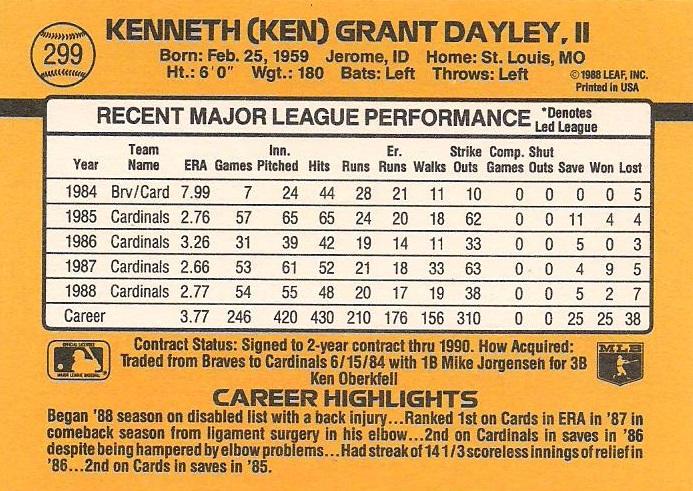 299
KENNETH (KEN) GRANT DAYLEY, II
Born: Feb. 25, 1959 Jerome, ID Home: St. Louis, MO
Ht.: 6'0" Wgt.: 180 Bats: Left Throws: Left
© 1988 LEAF, INC.
Printed in USA
RECENT MAJOR LEAGUE PERFORMANCE *Denotes
Led League
Year Team Name ERA Games Inn. Pitched Hits Runs Er. Runs Walks Strike Outs Comp. Games Shut Outs Save Won Lost
1984 Brv/Card 7.99 7 24 44 28 21 11 10 0 0 0 0 5
1985 Cardinals 2.76 57 65 65 24 20 18 62 0 0 11 4 4
1986 Cardinals 3.26 31 39 42 19 14 11 33 0 0 5 0 3
1987 Cardinals 2.66 53 61 52 21 18 33 63 0 0 4 9 5
1988 Cardinals 2.77 54 55 48 20 17 19 38 0 0 5 2 7
Career 3.77 246 420 430 210 176 156 310 0 0 25 25 38
Contract Status: Signed to 2-year contract thru 1990. How Acquired:
Traded from Braves to Cardinals 6/15/84 with 1B Mike Jorgensen for 3B
Ken Oberkfell
MLB
CAREER HIGHLIGHTS
Began '88 season on disabled list with a back injury...Ranked 1st on Cards in ERA in '87 in
comeback season from ligament surgery in his elbow...2nd on Cardinals in saves in '86
despite being hampered by elbow problems...Had streak of 14 1/3 scoreless innings of relief in
'86...2nd on Cards in saves in '85.